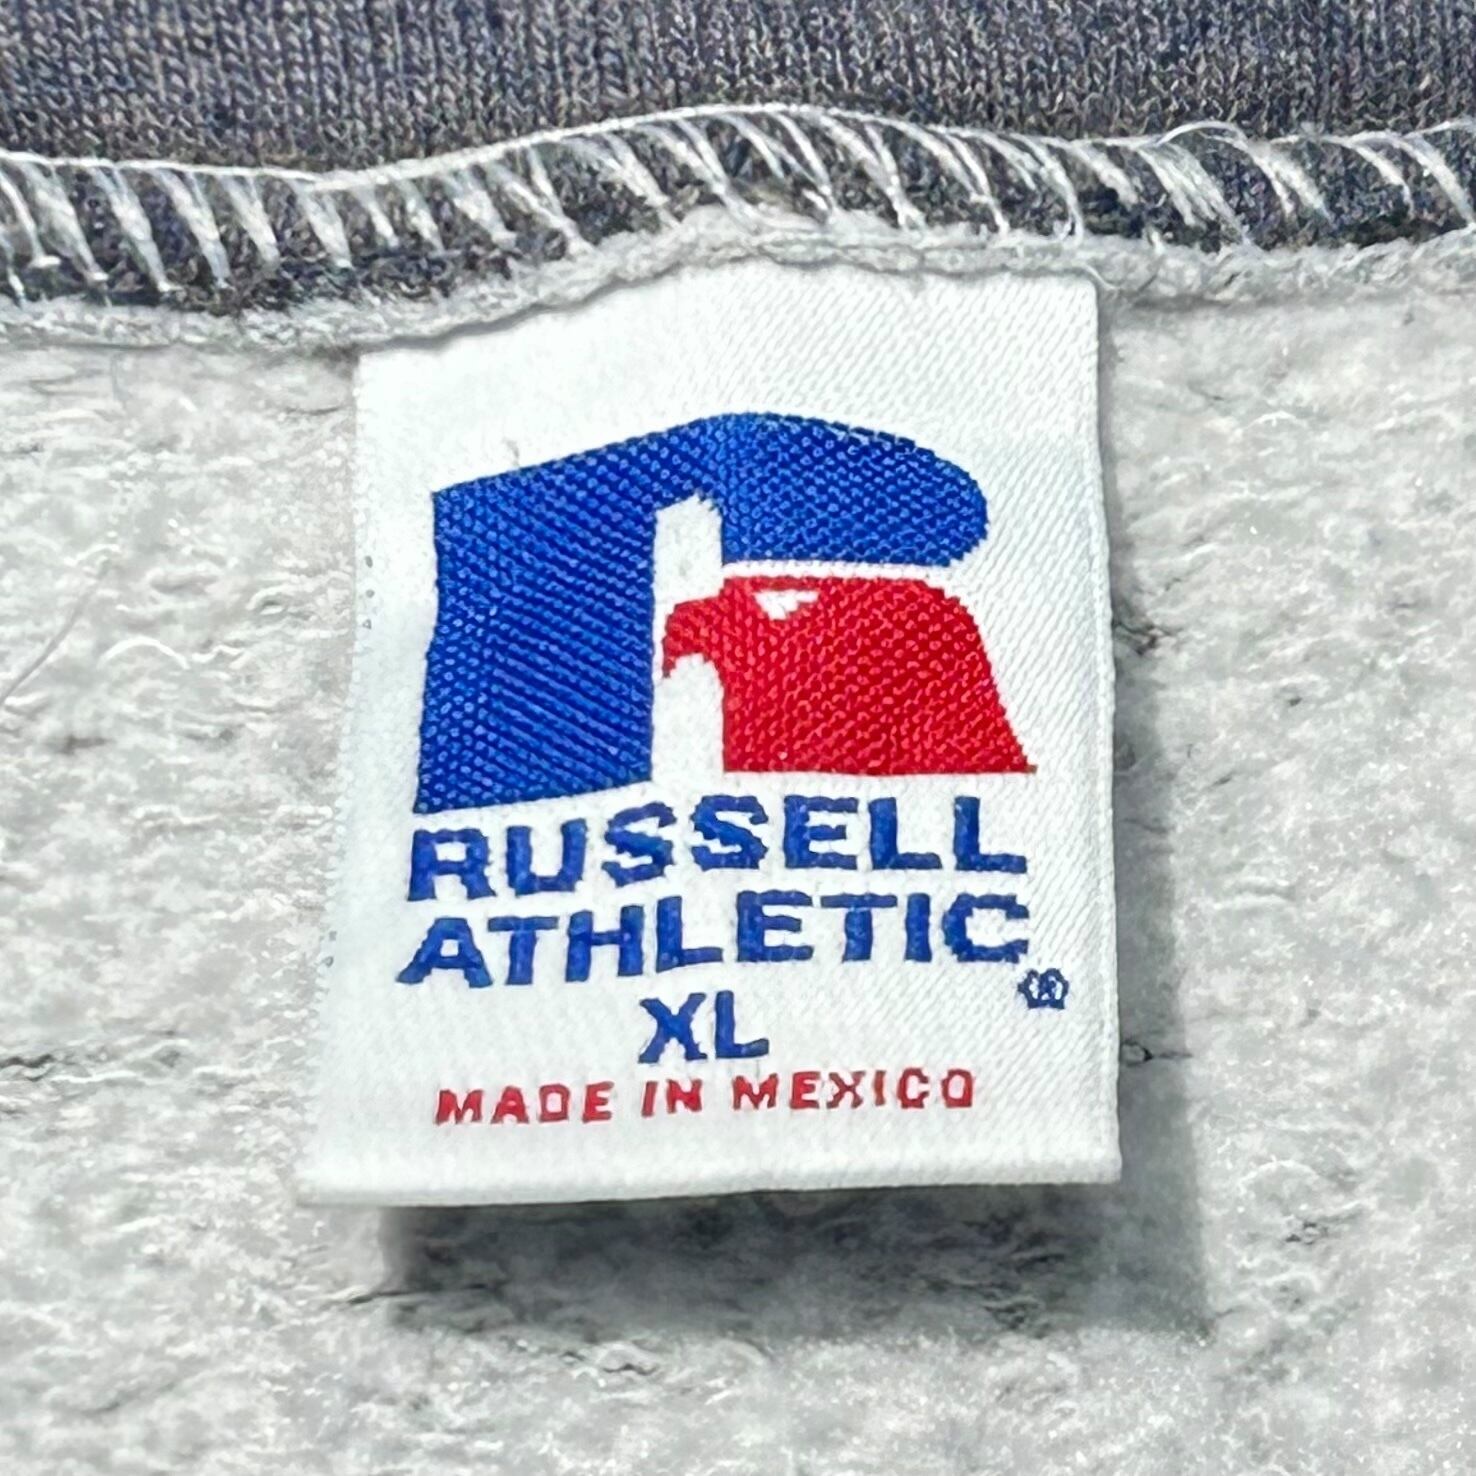 RUSSELL
ATHLETIC®
XL
MADE IN MEXICO